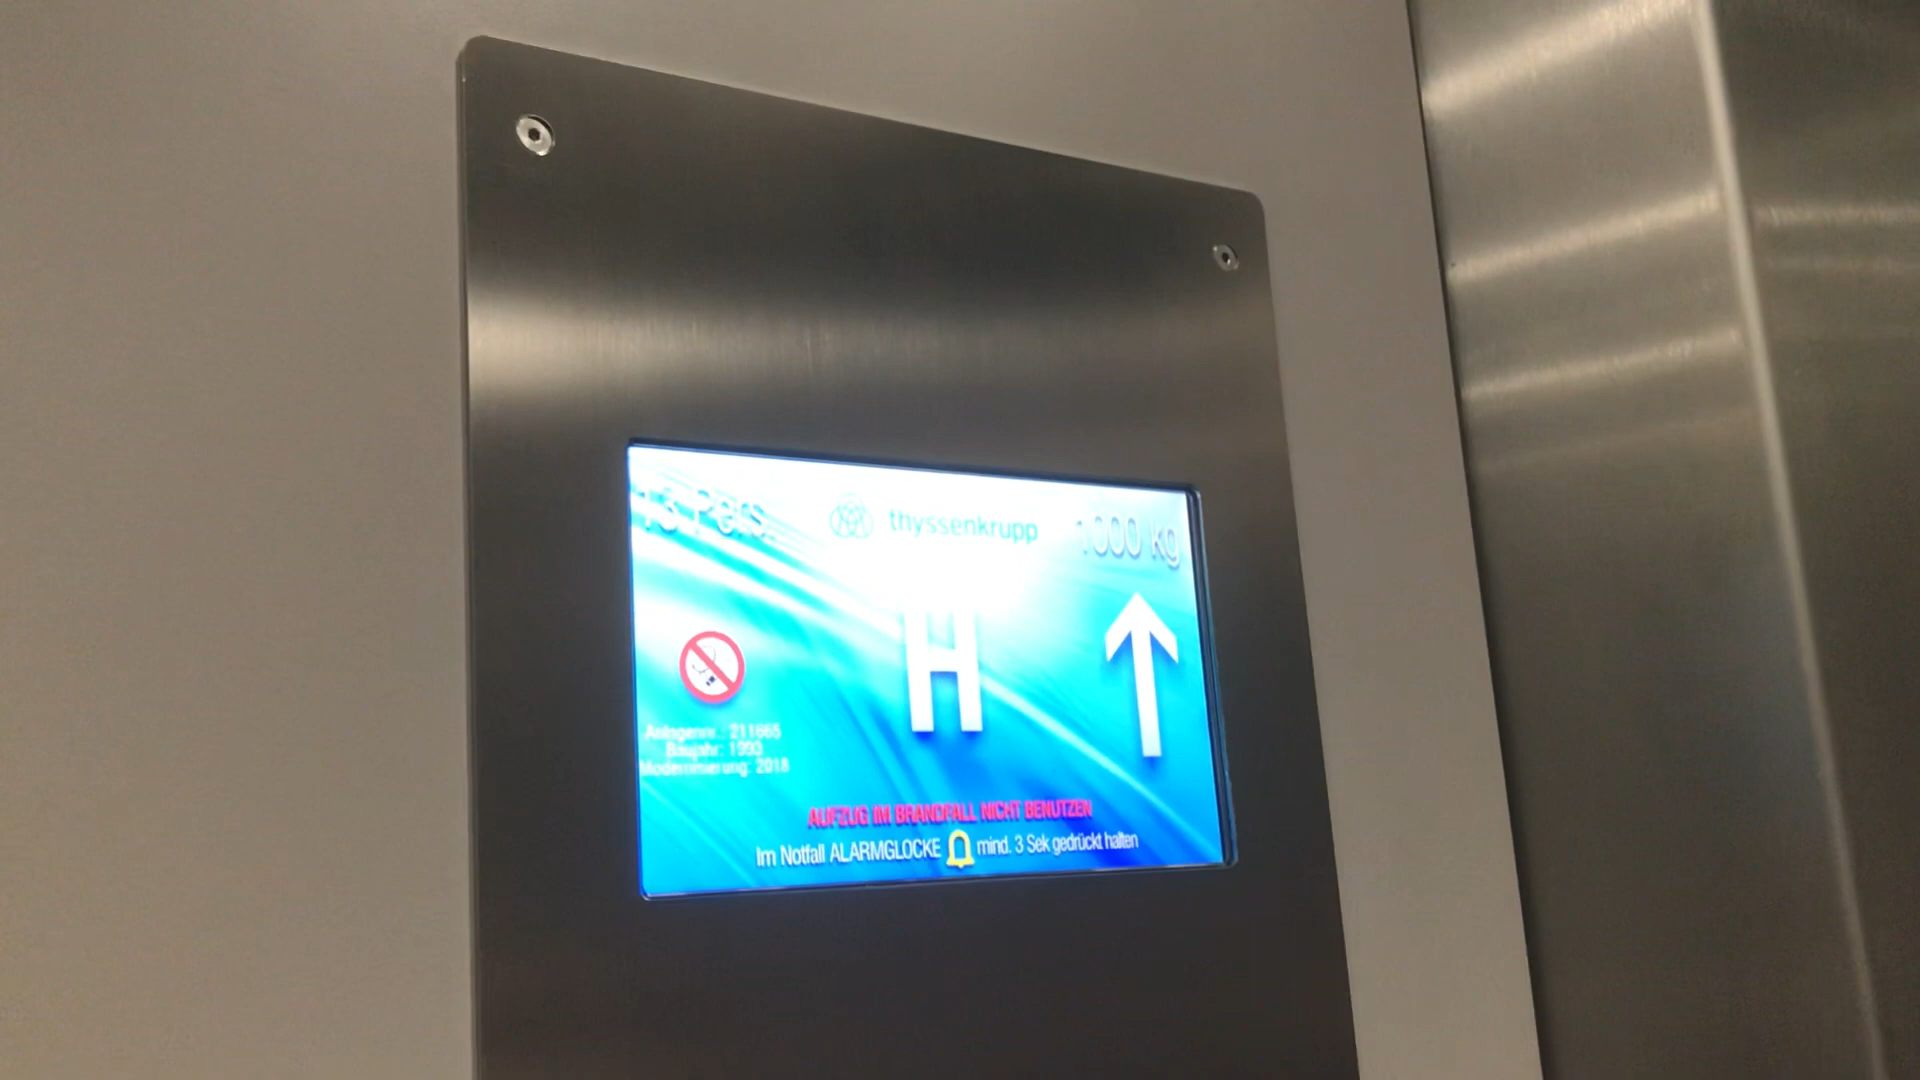 13 Pers.
thyssenkrupp
1000 kg
H
Anlagennr.: 211665
Baujahr: 1993
Modernisierung: 2018
AUFZUG IM BRANDFALL NICHT BENUTZEN
Im Notfall ALARMGLOCKE mind. 3 Sek gedrückt halten